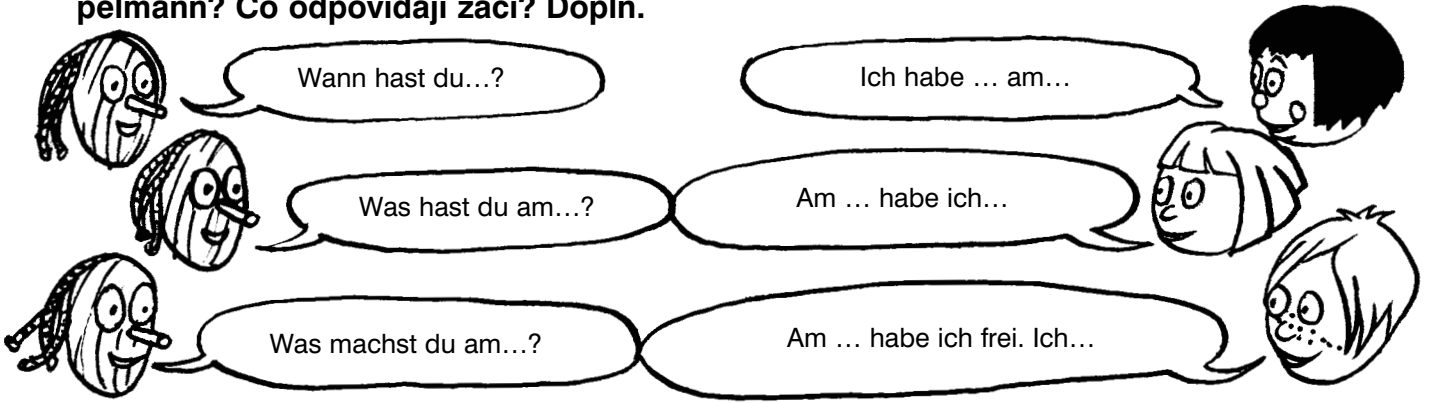 pelmann? Co odpovídají žáci? Doplň.
Wann hast du…?
Ich habe … am…
Was hast du am…?
Am … habe ich…
Was machst du am…?
Am … habe ich frei. Ich…